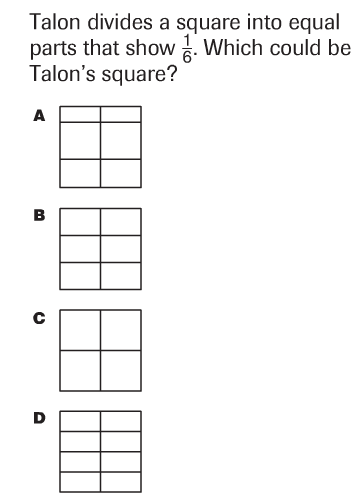 Talon divides a square into equal
parts that show 1/6. Which could be
Talon's square?
A
B
C
D